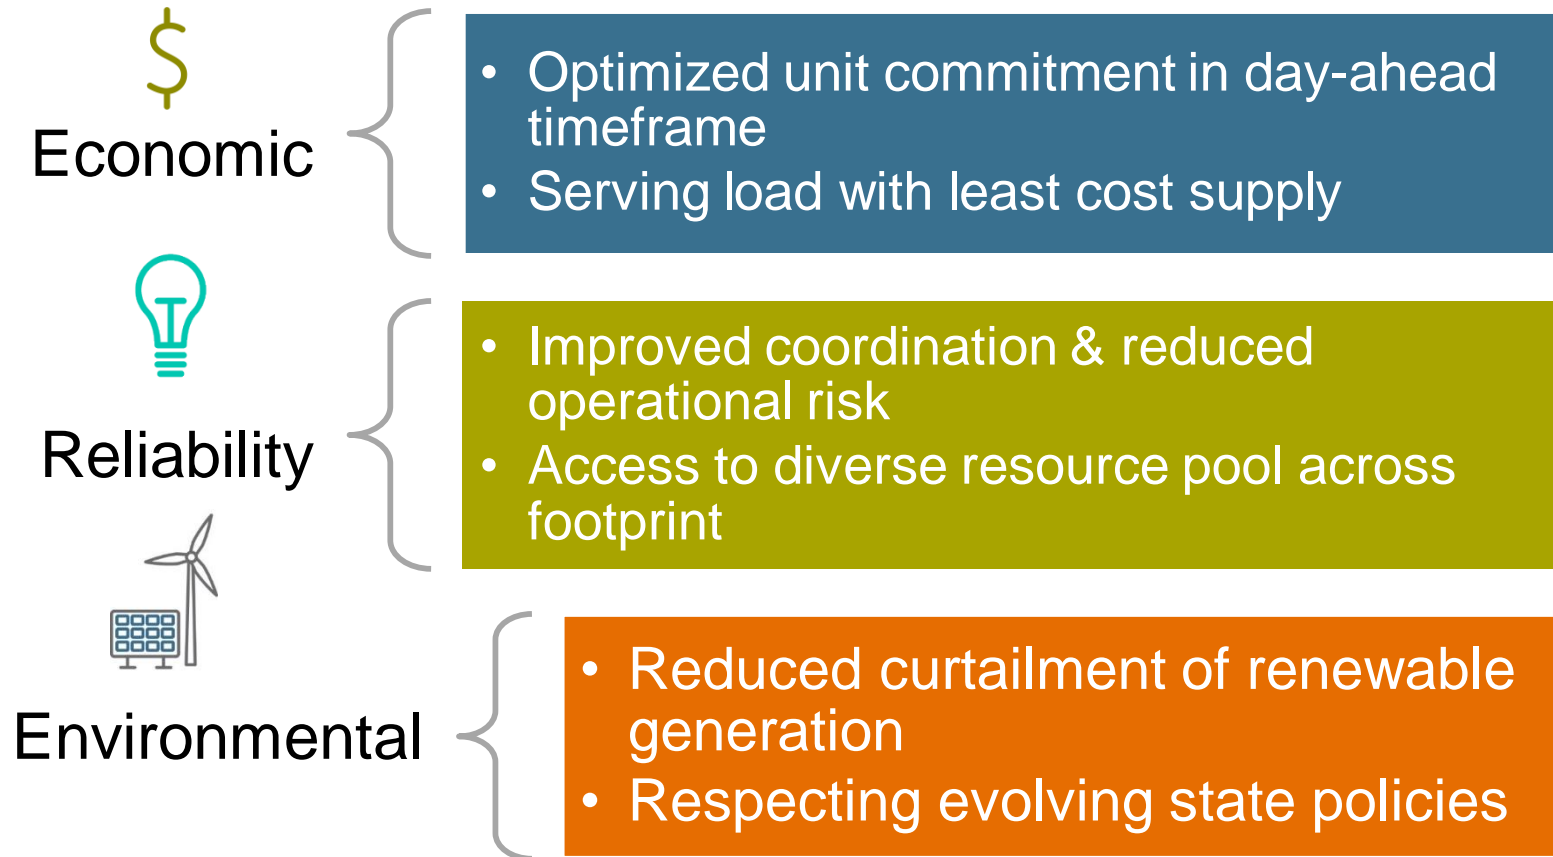 Economic
• Optimized unit commitment in day-ahead
timeframe
• Serving load with least cost supply
Reliability
• Improved coordination & reduced
operational risk
• Access to diverse resource pool across
footprint
Environmental
• Reduced curtailment of renewable
generation
• Respecting evolving state policies